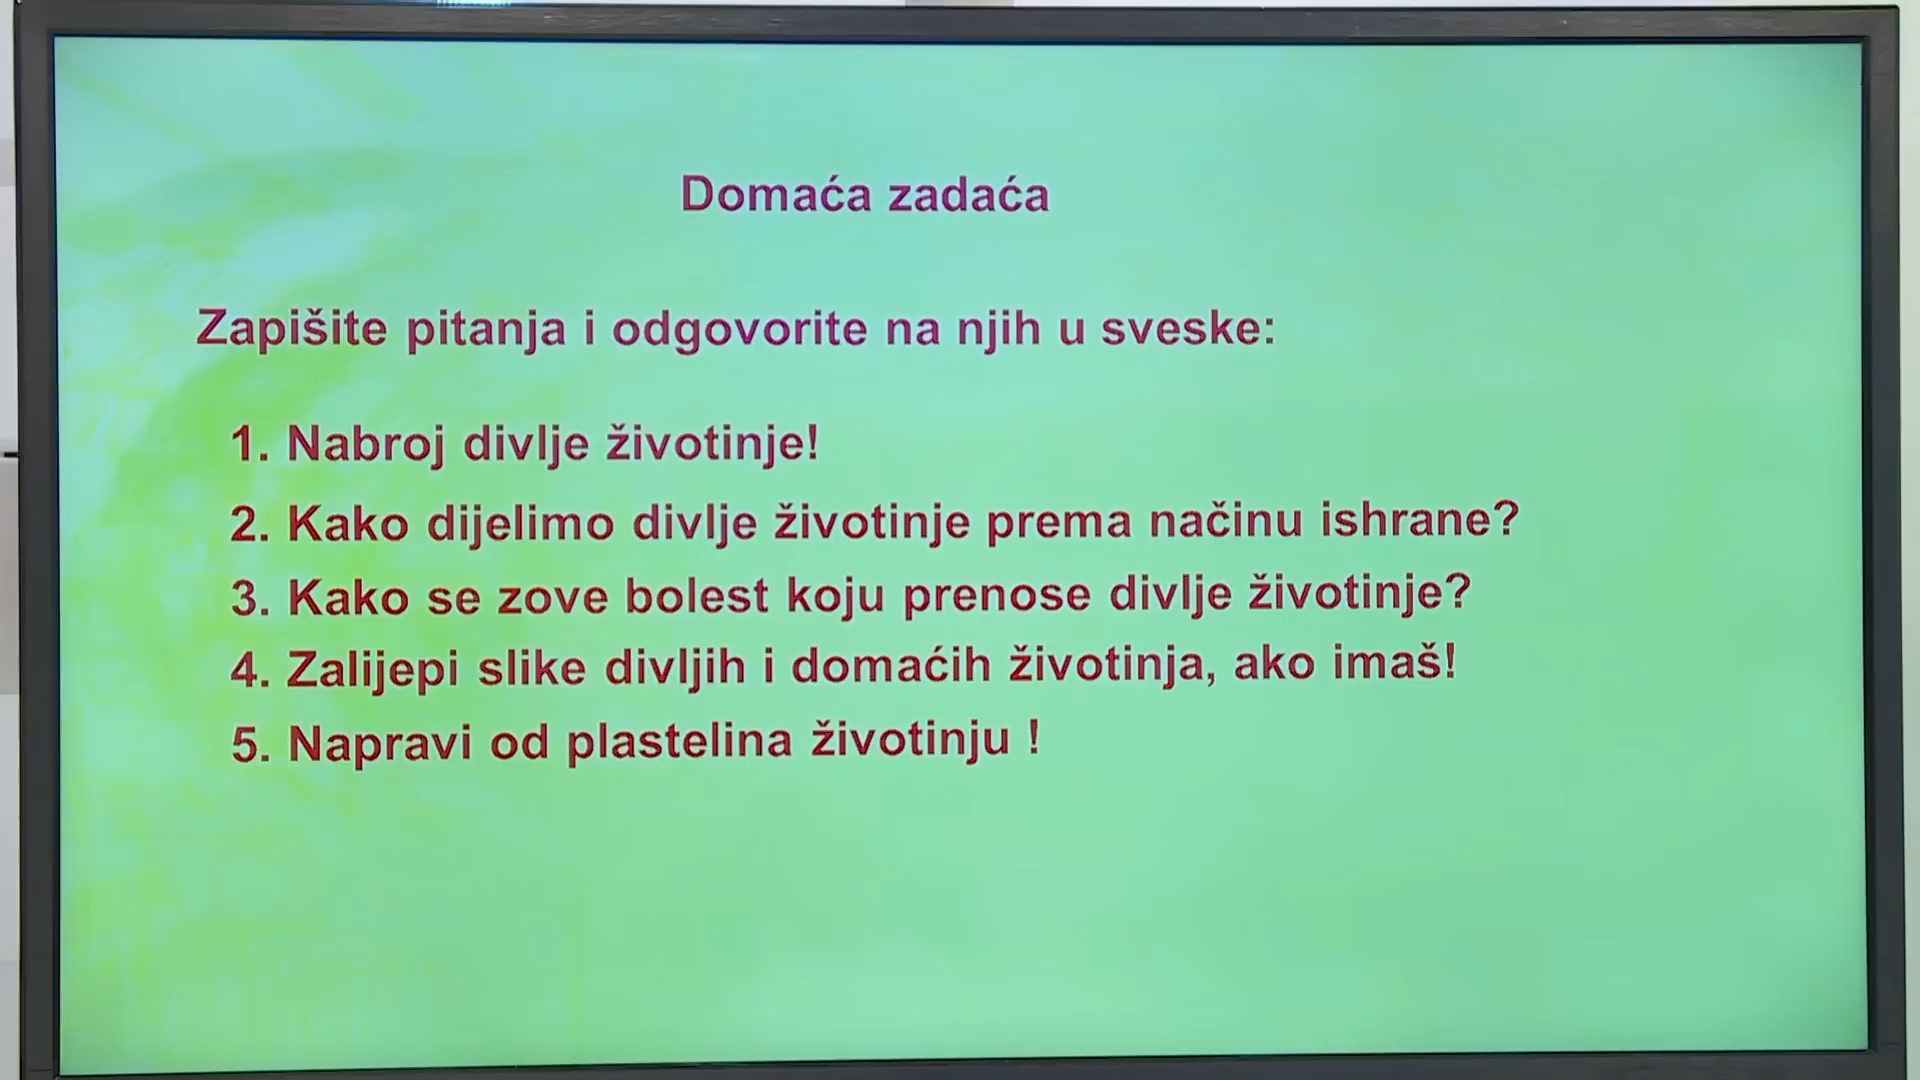 Domaća zadaća
Zapišite pitanja i odgovorite na njih u sveske:
1. Nabroj divlje životinje!
2. Kako dijelimo divlje životinje prema načinu ishrane?
3. Kako se zove bolest koju prenose divlje životinje?
4. Zalijepi slike divljih i domaćih životinja, ako imaš!
5. Napravi od plastelina životinju !